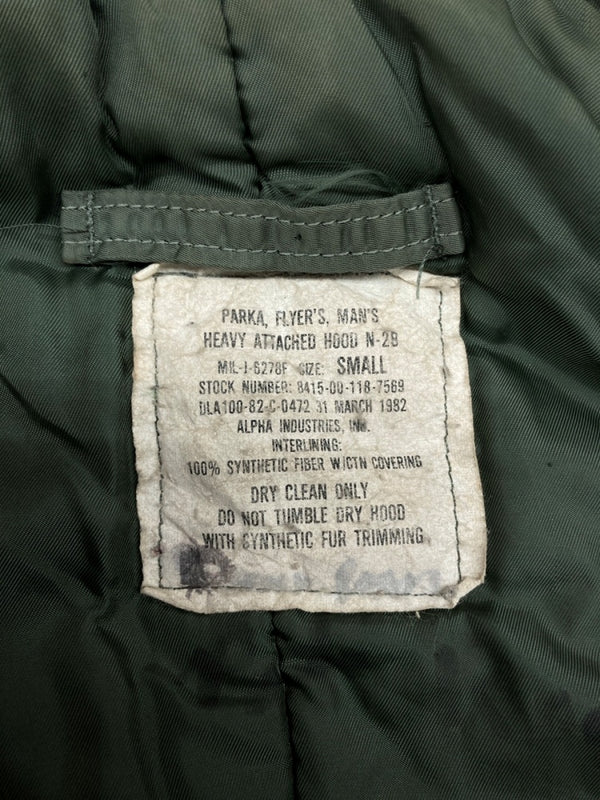 PARKA, FLYER'S, MAN'S
HEAVY ATTACHED HOOD N-2B
MIL-J-6278F SIZE: SMALL
STOCK NUMBER: 8415-00-118-7569
DLA100-82-C-0472 31 MARCH 1982
ALPHA INDUSTRIES, INC.
INTERLINING:
100% SYNTHETIC FIBER W/CTN COVERING
DRY CLEAN ONLY
DO NOT TUMBLE DRY HOOD
WITH SYNTHETIC FUR TRIMMING